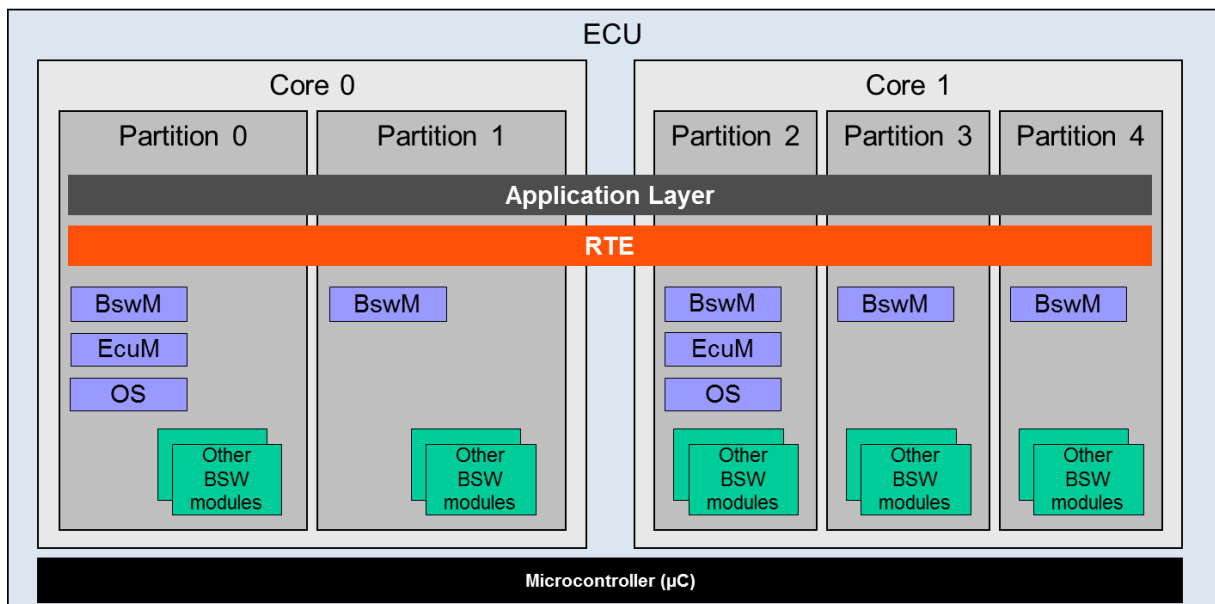 ECU
Core 0
Core 1
Partition 0
Partition 1
Partition 2
Partition 3
Partition 4
Application Layer
RTE
BswM
BswM
BswM
BswM
BswM
EcuM
EcuM
OS
OS
Other
BSW
modules
Other
BSW
modules
Other
BSW
modules
Other
BSW
modules
Other
BSW
modules
Microcontroller (µC)